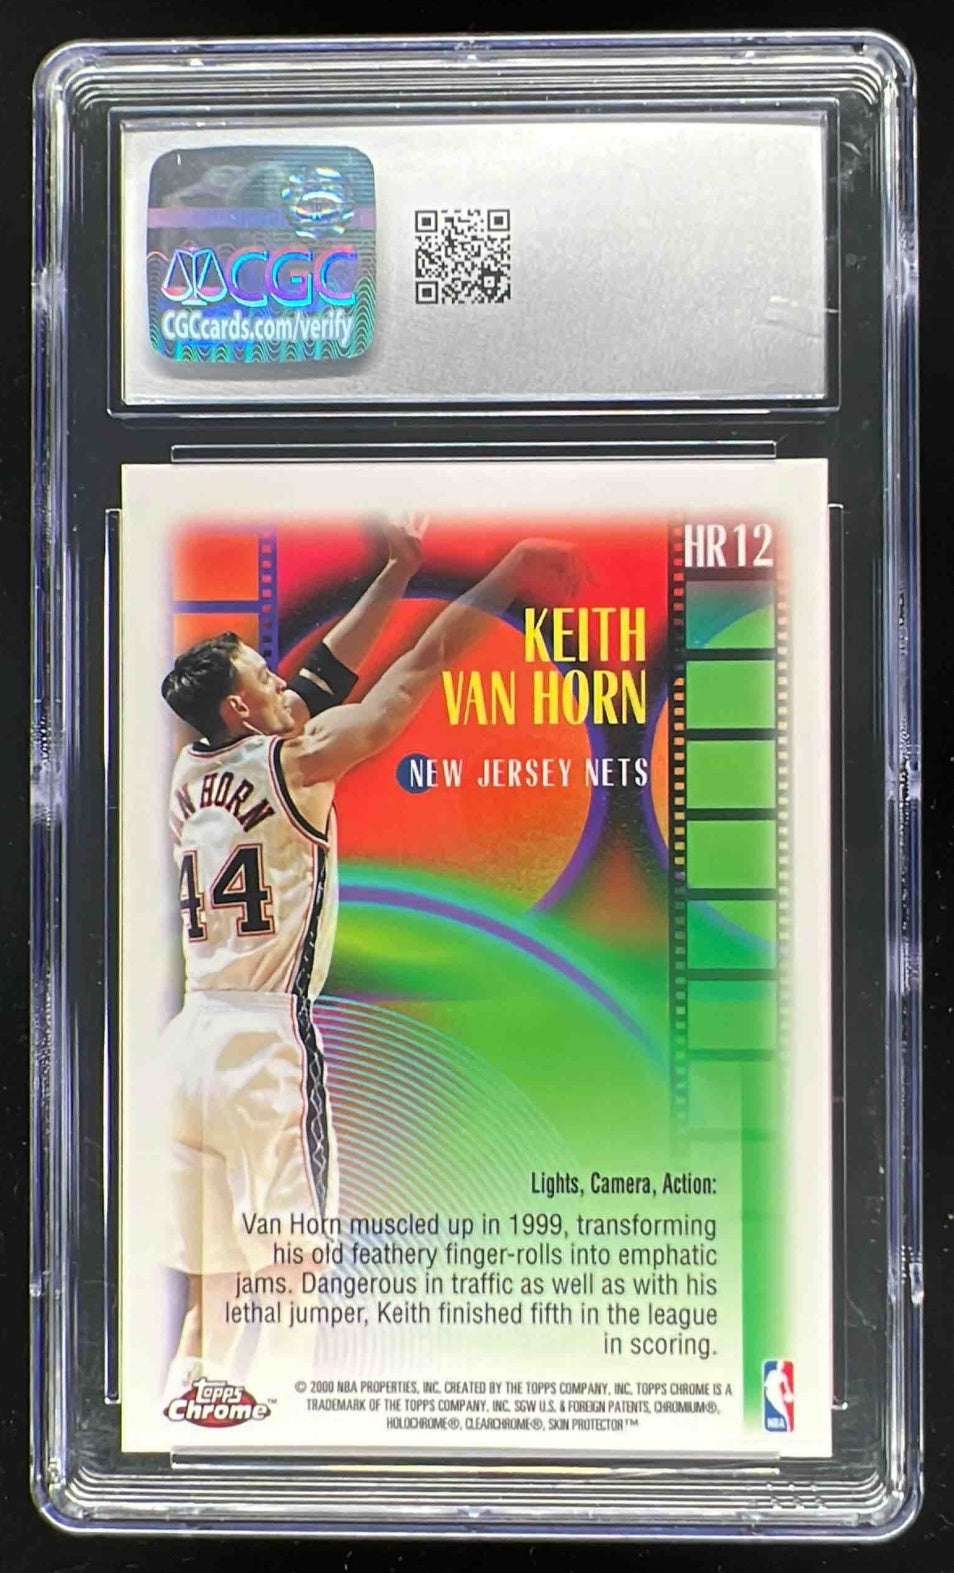 CGC
CGCcards.com/verify
HR12
KEITH
VAN HORN
NEW JERSEY NETS
AN HORN
44
Lights, Camera, Action:
Van Horn muscled up in 1999, transforming
his old feathery finger-rolls into emphatic
jams. Dangerous in traffic as well as with his
lethal jumper, Keith finished fifth in the league
in scoring.
Topps
Chrome™
© 2000 NBA PROPERTIES, INC. CREATED BY THE TOPPS COMPANY, INC. TOPPS CHROME IS A
TRADEMARK OF THE TOPPS COMPANY, INC. SGW U.S. & FOREIGN PATENTS, CHROMIUM®,
HOLOCHROME®, CLEARCHROME®, SKIN PROTECTOR™
NBA